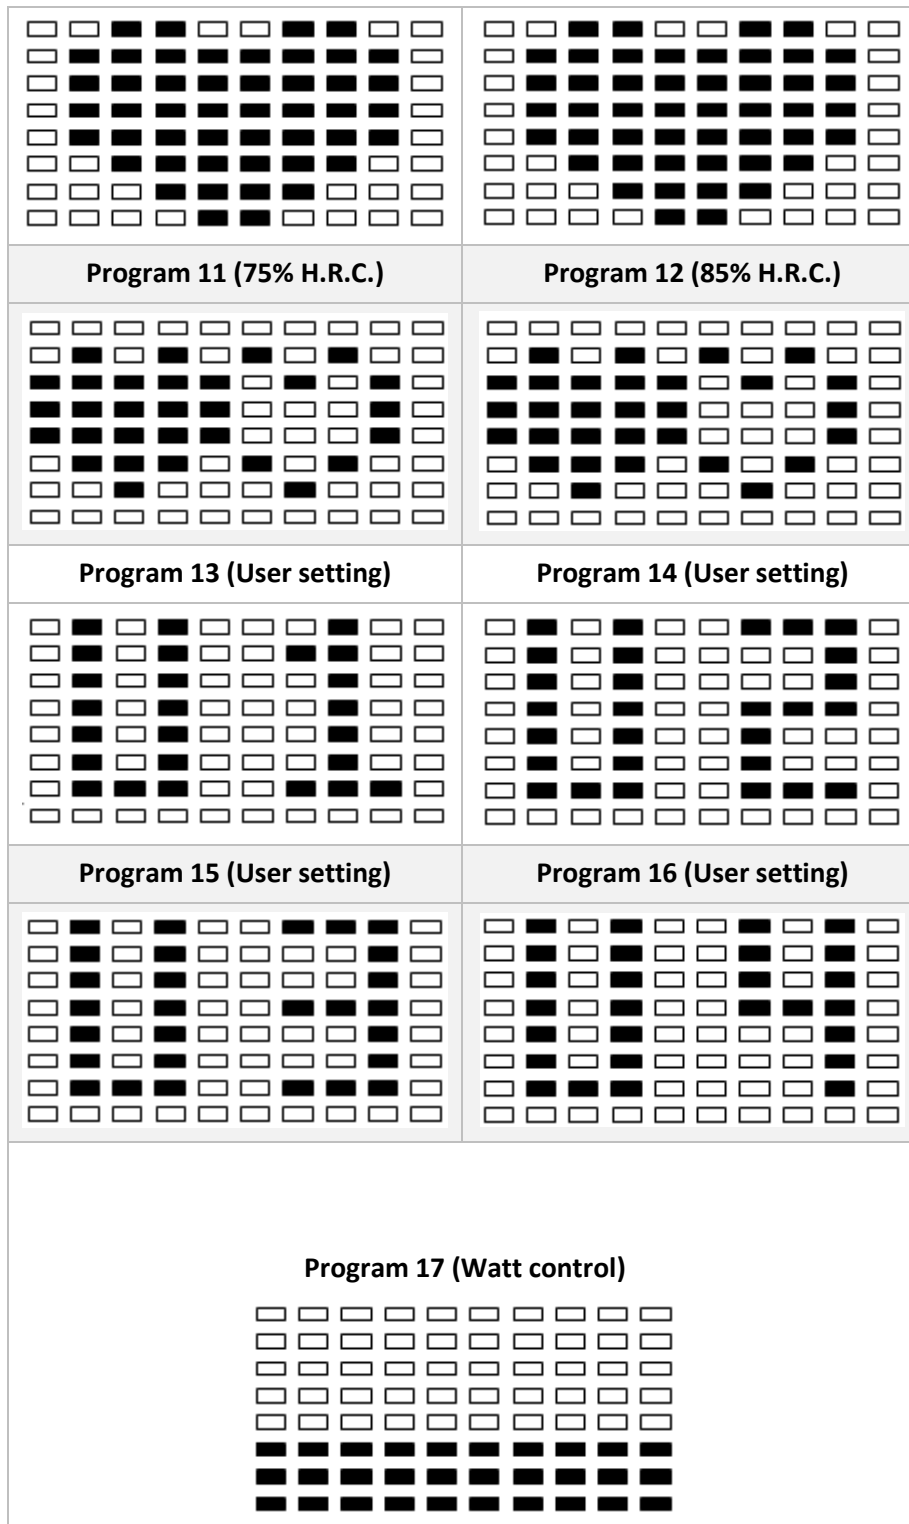 Program 11 (75% H.R.C.)
Program 12 (85% H.R.C.)
Program 13 (User setting)
Program 14 (User setting)
Program 15 (User setting)
Program 16 (User setting)
Program 17 (Watt control)